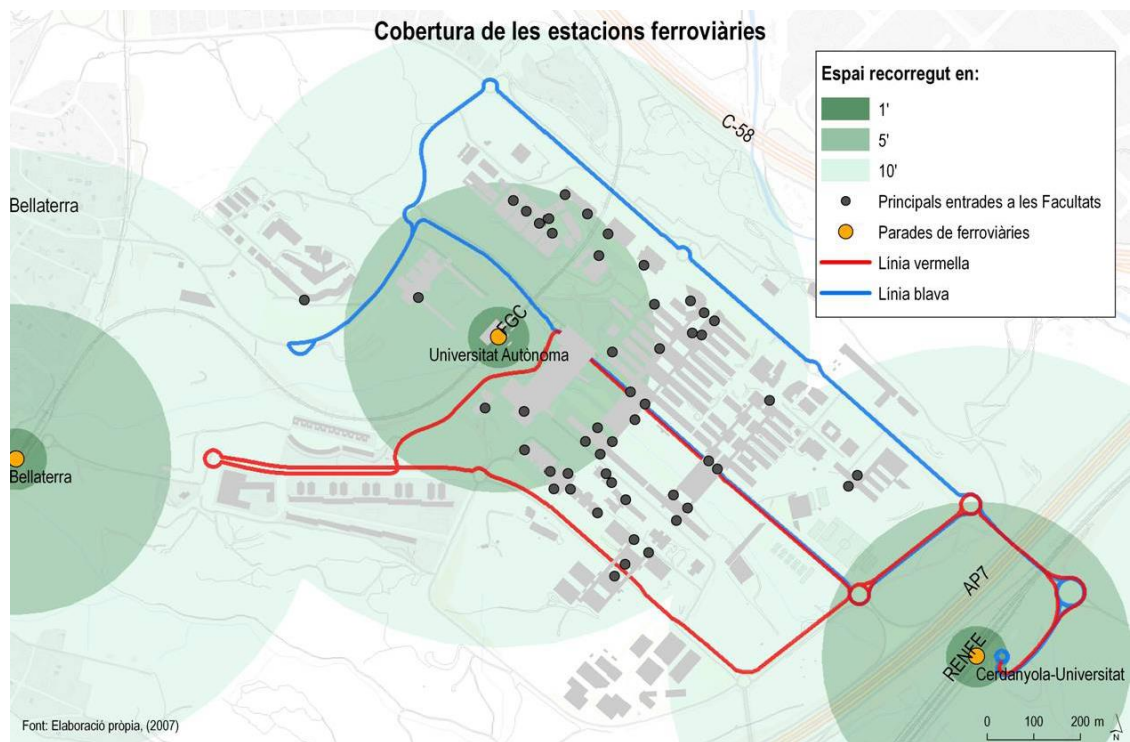 Cobertura de les estacions ferroviàries
Espai recorregut en:
1'
5'
10'
Principals entrades a les Facultats
Parades de ferroviàries
Línia vermella
Línia blava
C-58
Bellaterra
FGC
Universitat Autònoma
Bellaterra
AP7
RENFE
Cerdanyola-Universitat
Font: Elaboració pròpia, (2007)
0 100 200 m
N